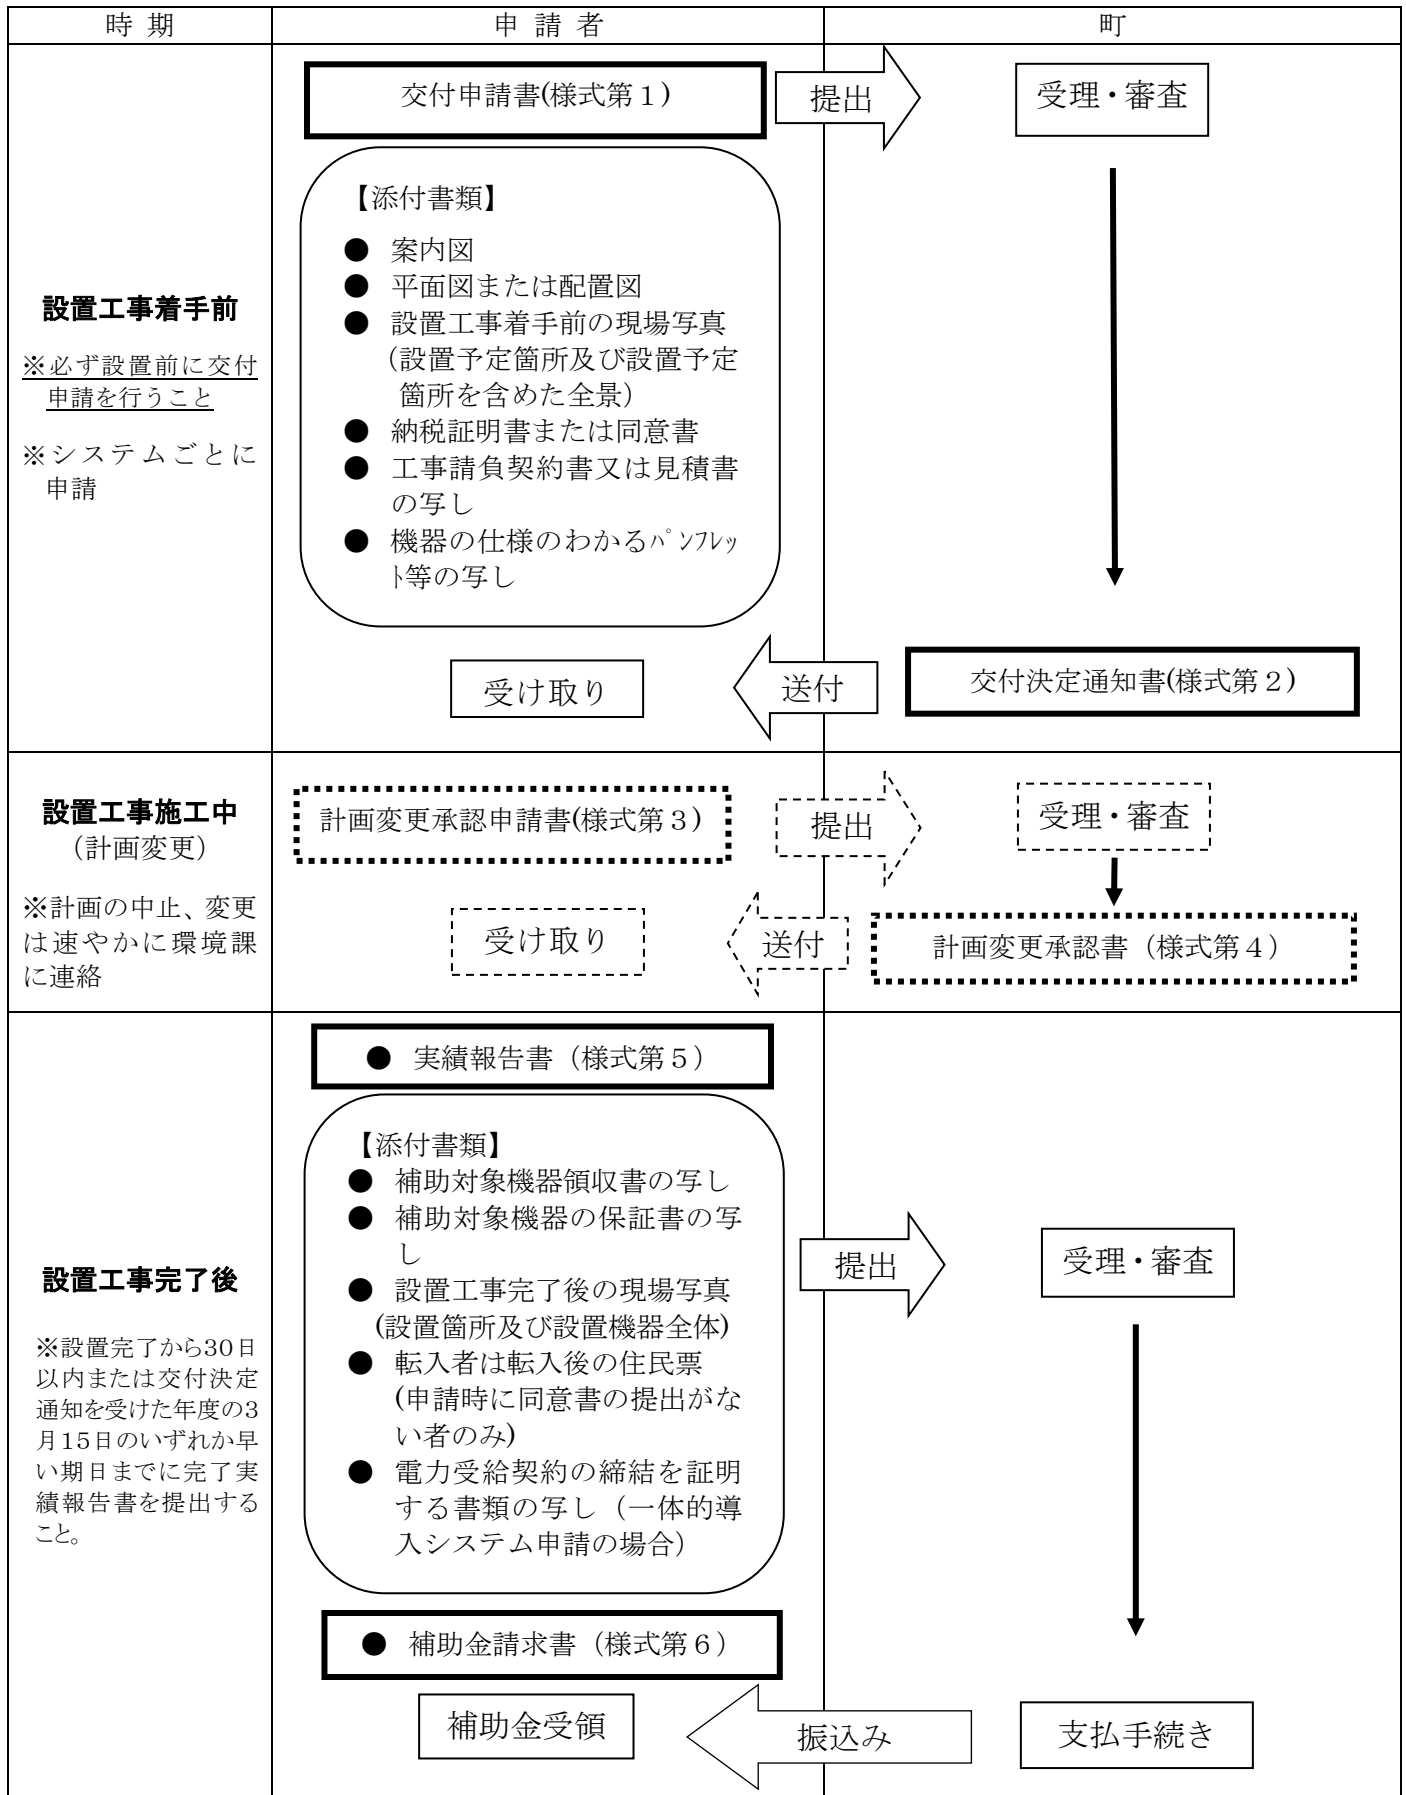 時期
申請者
町
設置工事着手前
※必ず設置前に交付
申請を行うこと
※システムごとに
申請
交付申請書(様式第1)
提出
受理・審査
【添付書類】
● 案内図
● 平面図または配置図
● 設置工事着手前の現場写真
(設置予定箇所及び設置予定
箇所を含めた全景)
● 納税証明書または同意書
● 工事請負契約書又は見積書
の写し
● 機器の仕様のわかるパンフレッ
ト等の写し
受け取り
送付
交付決定通知書(様式第2)
設置工事施工中
(計画変更)
※計画の中止、変更
は速やかに環境課
に連絡
計画変更承認申請書(様式第3)
提出
受理・審査
受け取り
送付
計画変更承認書(様式第4)
設置工事完了後
※設置完了から30日
以内または交付決定
通知を受けた年度の3
月15日のいずれか早
い期日までに完了実
績報告書を提出する
こと。
● 実績報告書(様式第5)
【添付書類】
● 補助対象機器領収書の写し
● 補助対象機器の保証書の写
し
● 設置工事完了後の現場写真
(設置箇所及び設置機器全体)
● 転入者は転入後の住民票
(申請時に同意書の提出がな
い者のみ)
● 電力受給契約の締結を証明
する書類の写し(一体的導
入システム申請の場合)
提出
受理・審査
● 補助金請求書(様式第6)
補助金受領
振込み
支払手続き